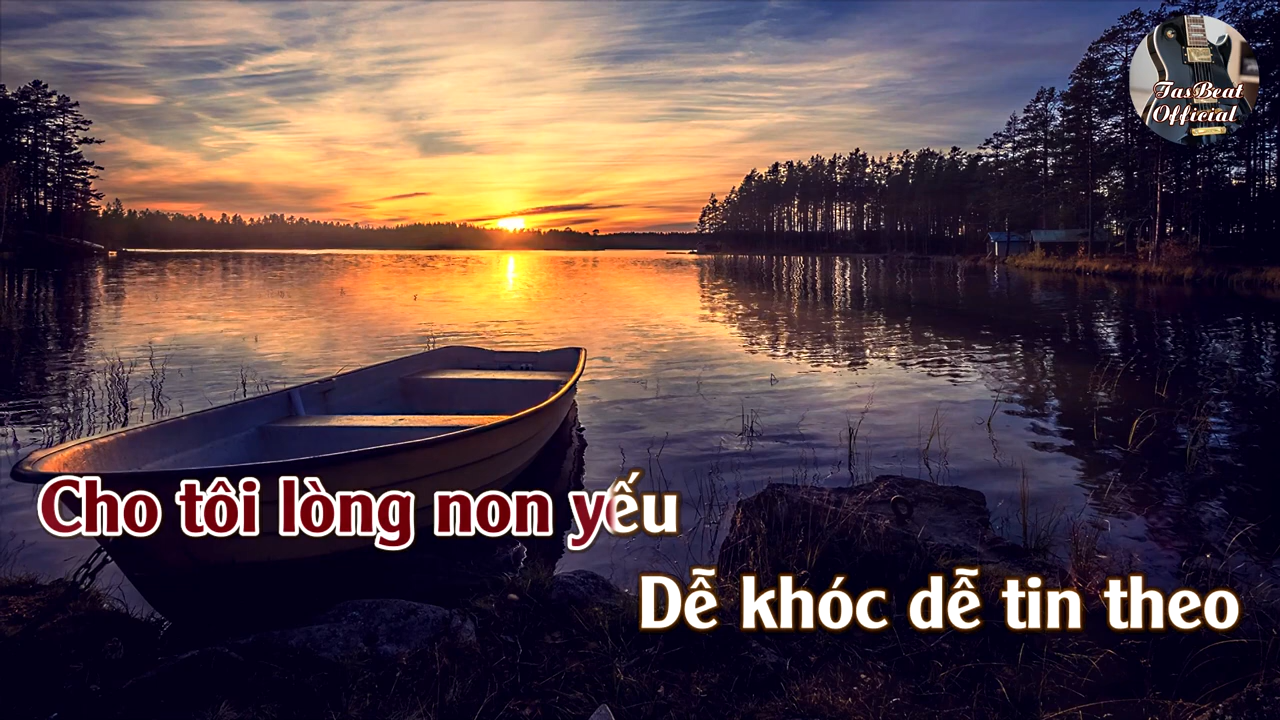 TasBeat
Official
Cho tôi lòng non yếu
Dễ khóc dễ tin theo